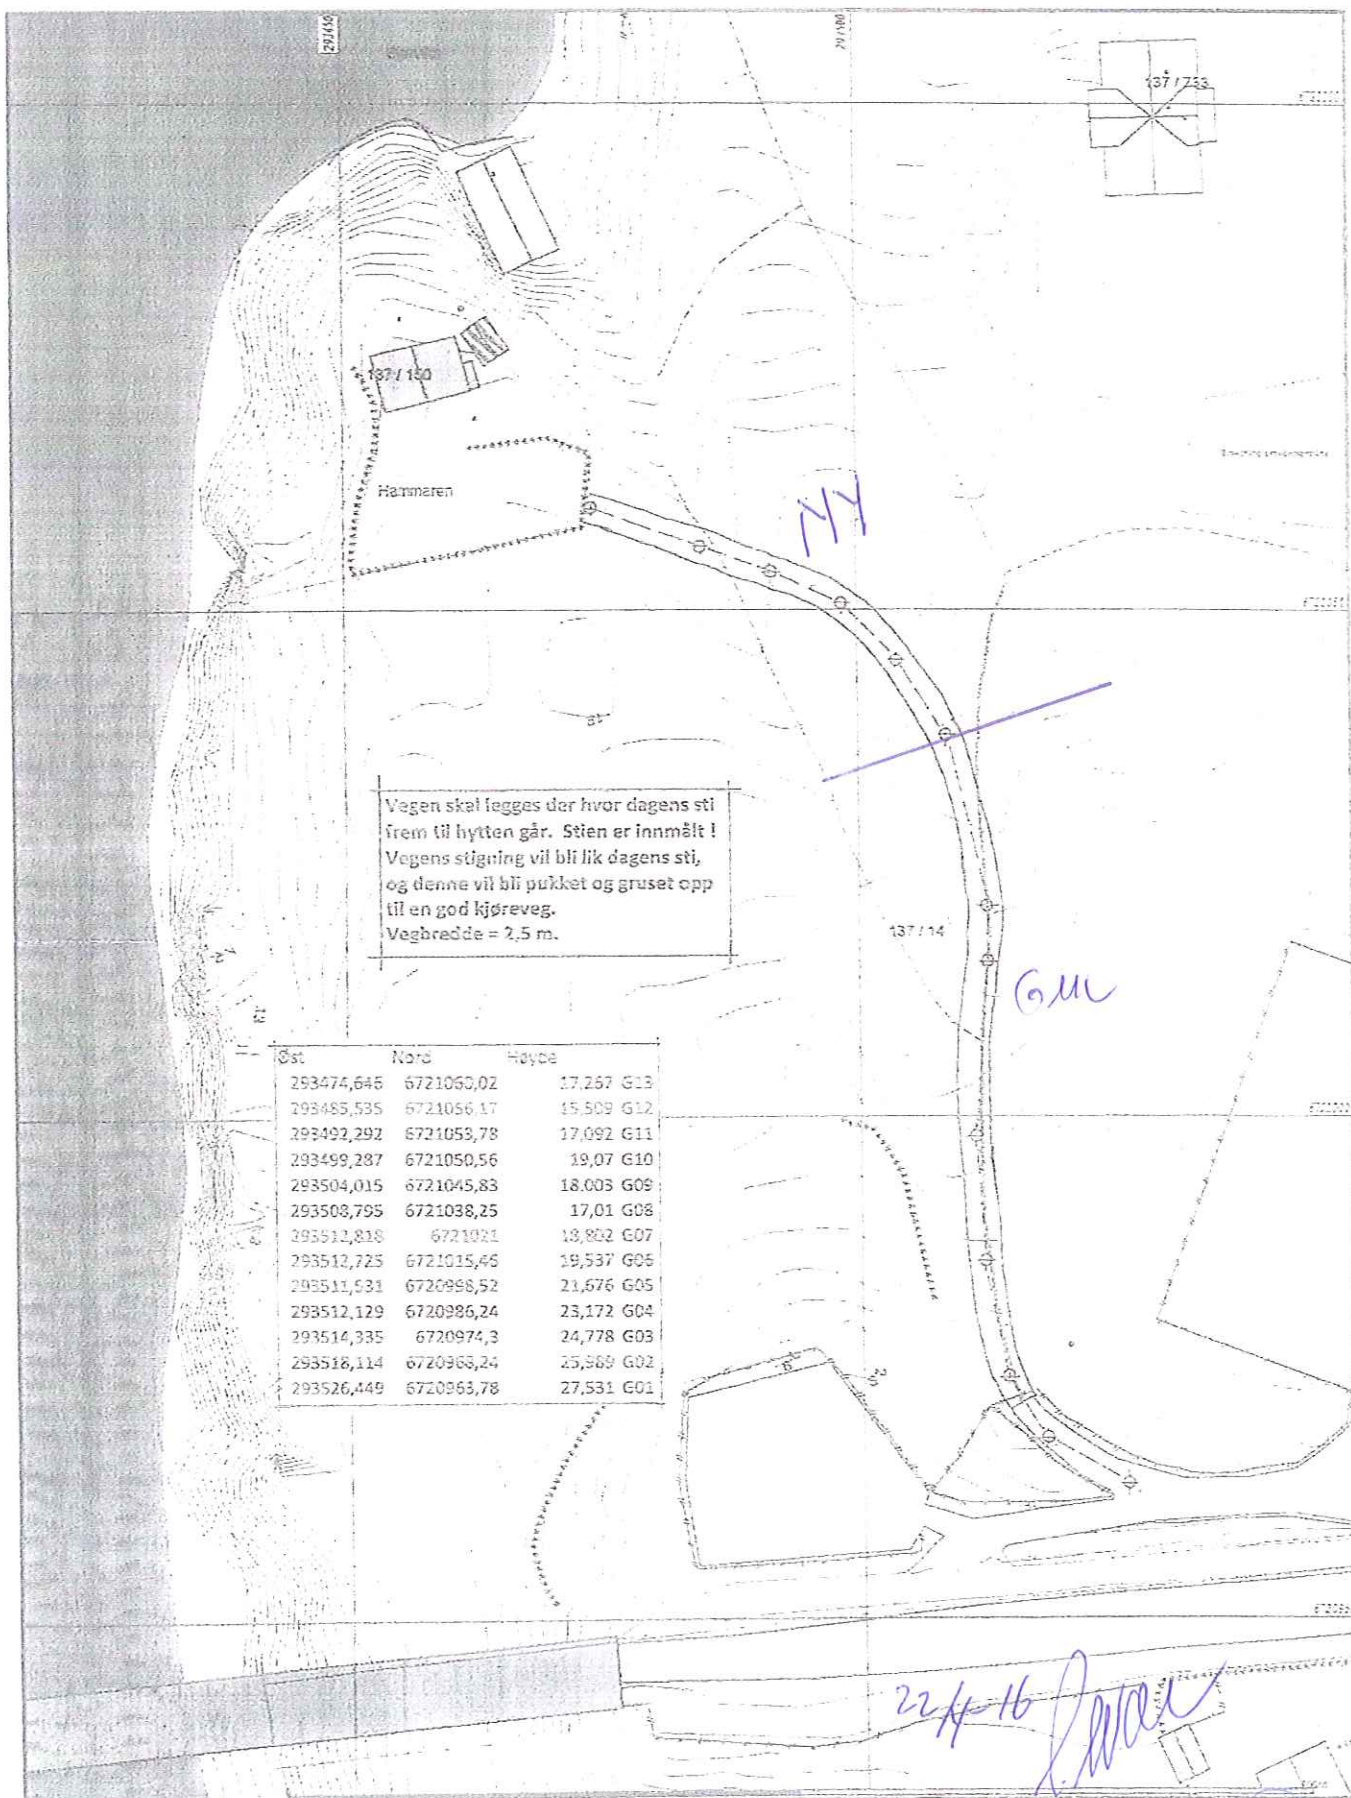 293450
137 / 733
137 / 150
Hammaren
NY
Vegen skal legges der hvor dagens sti
frem til hytten går. Stien er innmålt !
Vegens stigning vil bli lik dagens sti,
og denne vil bli pukket og gruset opp
til en god kjøreveg.
Vegbredde = 2,5 m.
137 / 14
GML
Øst Nord Høyde
293474,645 6721060,02 17,267 G13
293485,535 6721056,17 15,509 G12
293492,292 6721053,78 17,092 G11
293499,287 6721050,56 19,07 G10
293504,015 6721045,83 18,003 G09
293508,795 6721038,25 17,01 G08
293512,818 6721021 18,802 G07
293512,725 6721015,46 19,537 G06
293511,531 6720998,52 21,676 G05
293512,129 6720986,24 23,172 G04
293514,335 6720974,3 24,778 G03
293518,114 6720968,24 25,989 G02
293526,449 6720963,78 27,531 G01